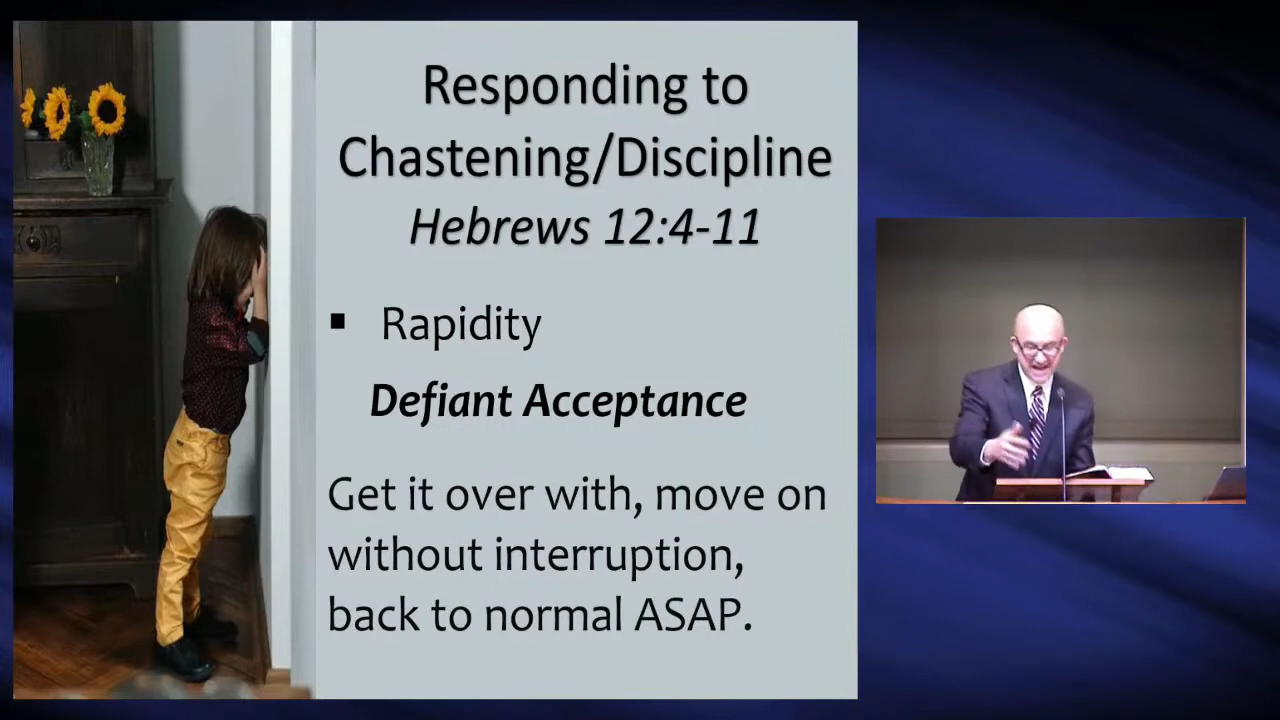 Responding to
Chastening/Discipline
Hebrews 12:4-11
▪ Rapidity
Defiant Acceptance
Get it over with, move on
without interruption,
back to normal ASAP.